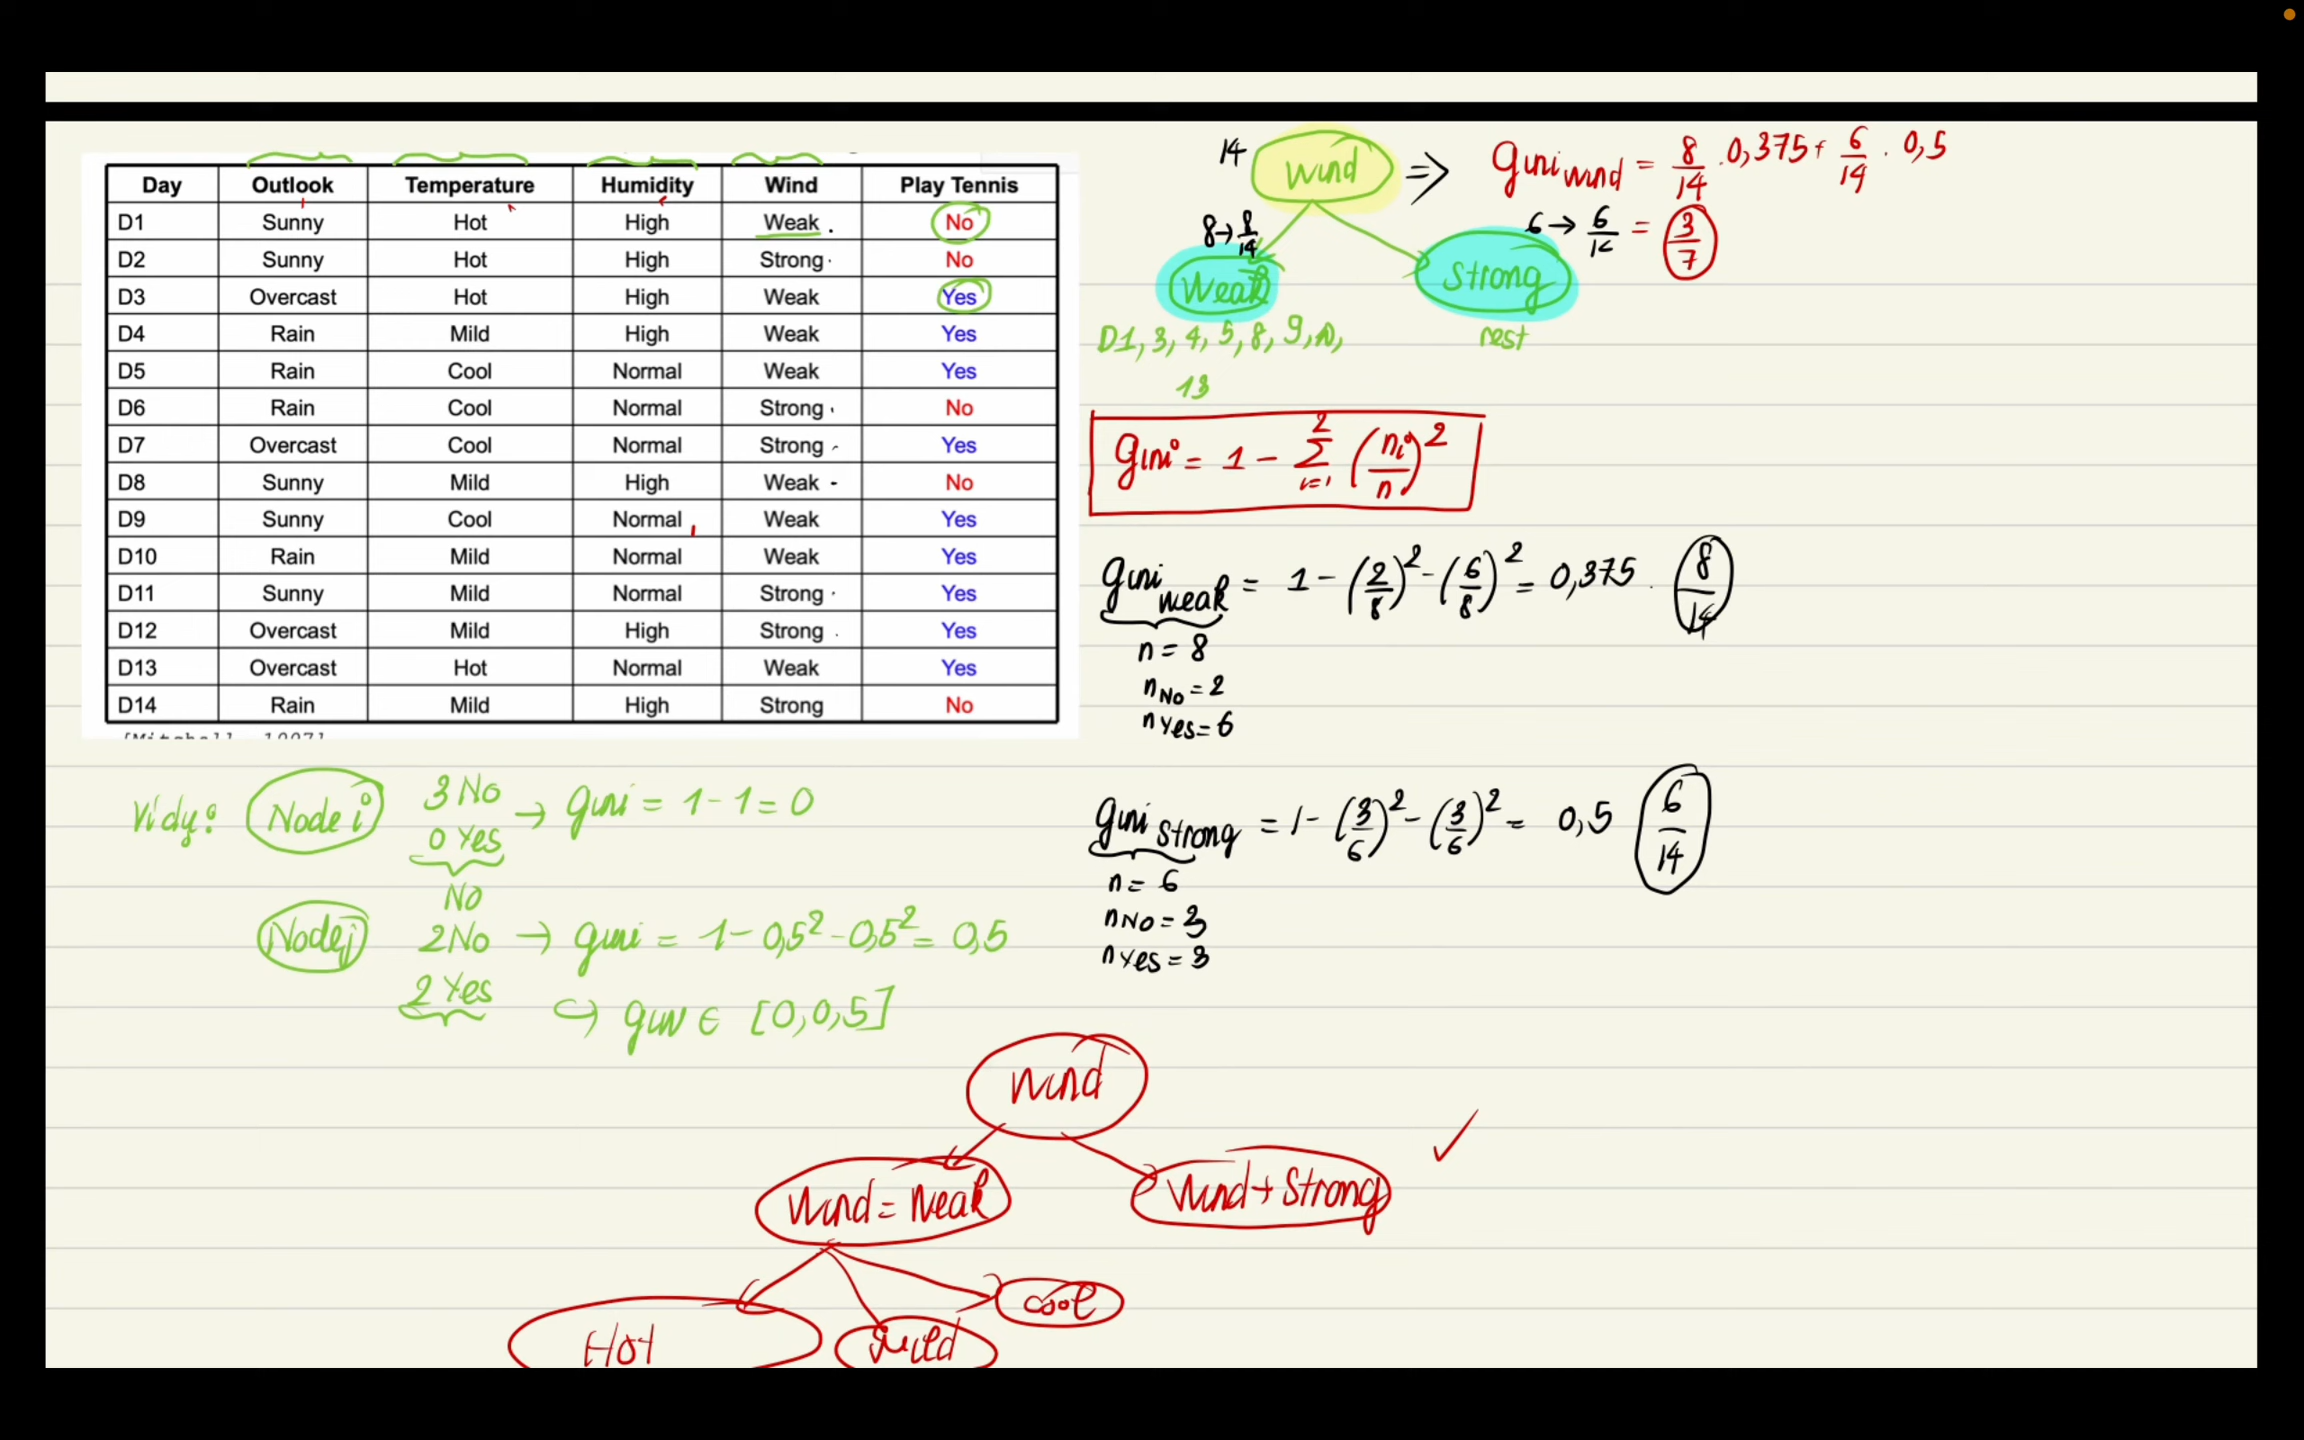 Day Outlook Temperature Humidity Wind Play Tennis
D1 Sunny Hot High Weak No
D2 Sunny Hot High Strong No
D3 Overcast Hot High Weak Yes
D4 Rain Mild High Weak Yes
D5 Rain Cool Normal Weak Yes
D6 Rain Cool Normal Strong No
D7 Overcast Cool Normal Strong Yes
D8 Sunny Mild High Weak No
D9 Sunny Cool Normal Weak Yes
D10 Rain Mild Normal Weak Yes
D11 Sunny Mild Normal Strong Yes
D12 Overcast Mild High Strong Yes
D13 Overcast Hot Normal Weak Yes
D14 Rain Mild High Strong No
14 Wind ⇒ gini wind = 8/14 . 0,375 + 6/14 . 0,5
8 → 8/14
6 → 6/14 = 3/7
Weak Strong
D1, 3, 4, 5, 8, 9, 10, rest
13
gini = 1 - Σ_{i=1}^{2} (ni/n)²
gini weak = 1 - (2/8)² - (6/8)² = 0,375 . 8/14
n = 8
n No = 2
n Yes = 6
gini strong = 1 - (3/6)² - (3/6)² = 0,5 6/14
n = 6
n No = 3
n Yes = 3
Ví dụ: Node i 3 No → gini = 1 - 1 = 0
0 Yes
No
Node j 2 No → gini = 1 - 0,5² - 0,5² = 0,5
2 Yes ↪ gini ∈ [0, 0,5]
Wind
Wind = Weak Wind + Strong ✓
Hot Mild cool